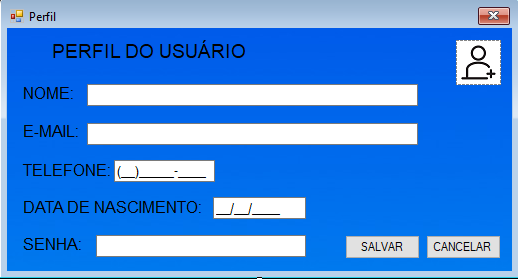 Perfil
PERFIL DO USUÁRIO
NOME:
E-MAIL:
TELEFONE: (__)_____-____
DATA DE NASCIMENTO: __/__/____
SENHA:
SALVAR CANCELAR